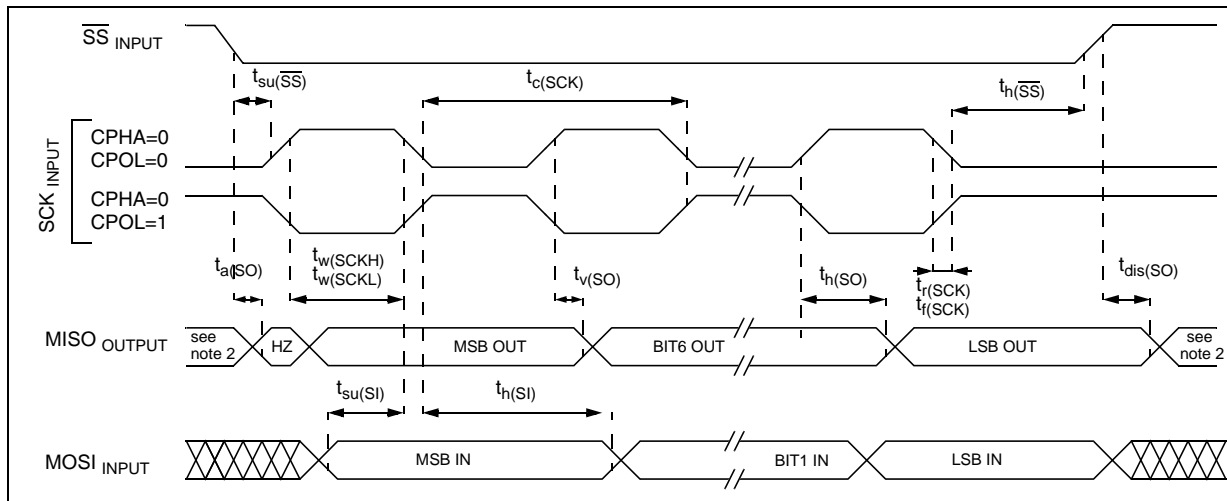 SS INPUT
tsu(SS)
tc(SCK)
th(SS)
SCK INPUT
CPHA=0
CPOL=0
CPHA=0
CPOL=1
ta(SO)
tw(SCKH)
tw(SCKL)
tv(SO)
th(SO)
tr(SCK)
tf(SCK)
tdis(SO)
MISO OUTPUT
see note 2
HZ
MSB OUT
BIT6 OUT
LSB OUT
see note 2
tsu(SI)
th(SI)
MOSI INPUT
MSB IN
BIT1 IN
LSB IN